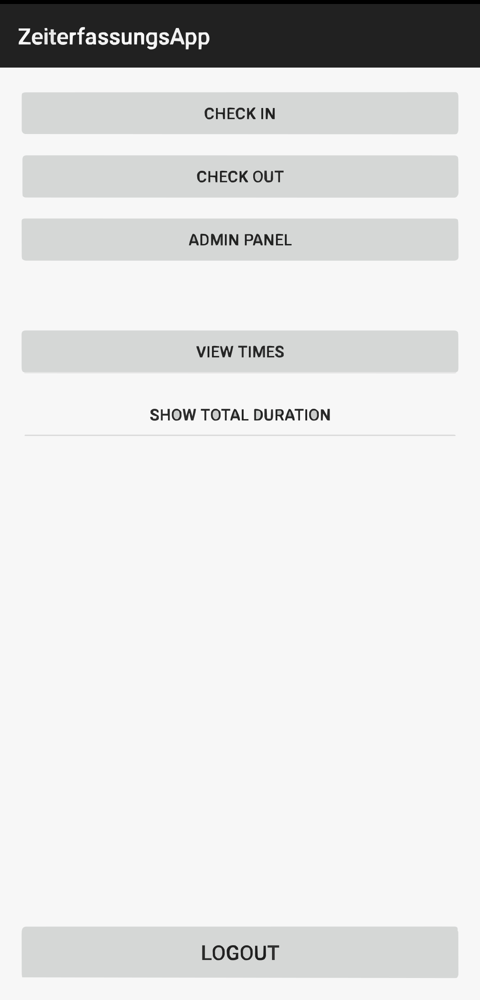 ZeiterfassungsApp
CHECK IN
CHECK OUT
ADMIN PANEL
VIEW TIMES
SHOW TOTAL DURATION
LOGOUT